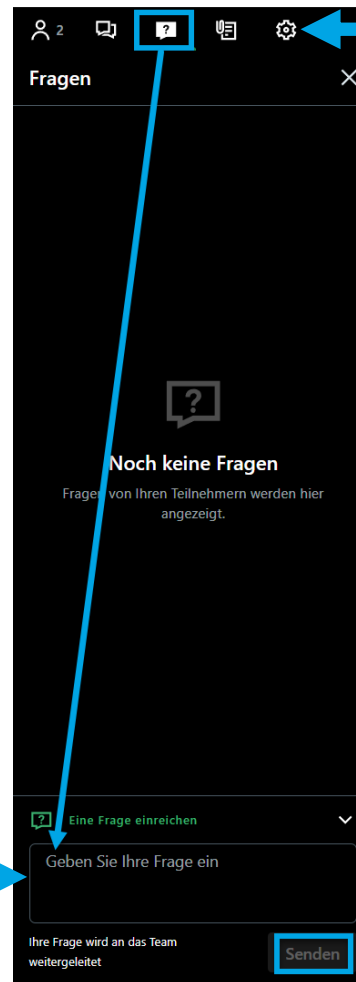 2
Fragen
Noch keine Fragen
Fragen von Ihren Teilnehmern werden hier
angezeigt.
Eine Frage einreichen
Geben Sie Ihre Frage ein
Ihre Frage wird an das Team
weitergeleitet
Senden